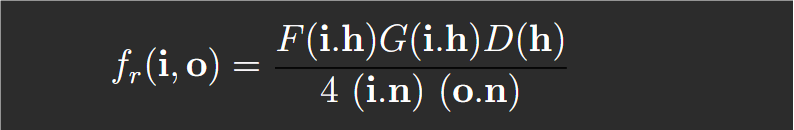 f_r(i, o) = F(i.h)G(i.h)D(h) / 4 (i.n) (o.n)